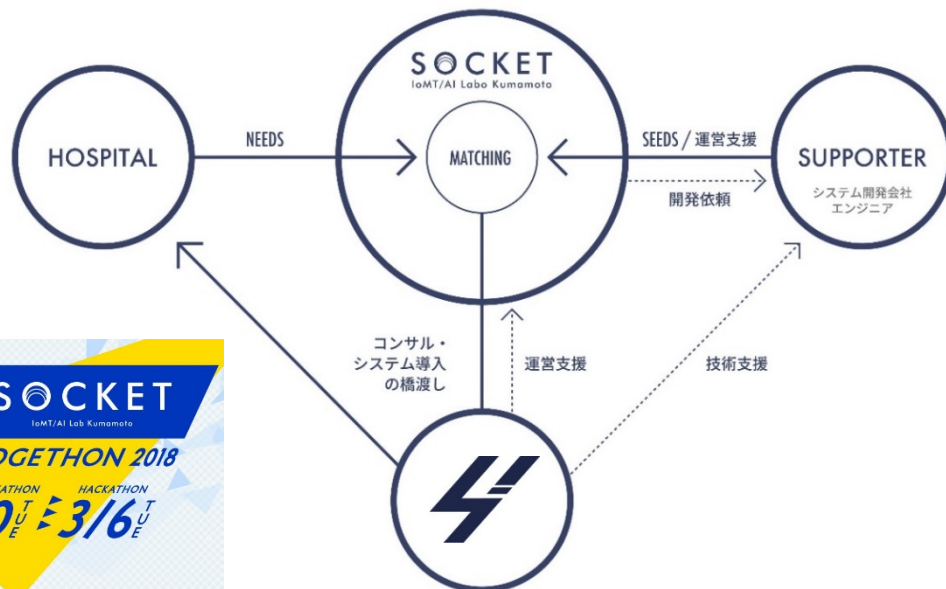 SOCKET
IoMT/AI Labo Kumamoto
HOSPITAL
NEEDS
MATCHING
SEEDS / 運営支援
開発依頼
SUPPORTER
システム開発会社
エンジニア
コンサル・
システム導入
の橋渡し
運営支援
技術支援
SOCKET
IoMT/AI Lab Kumamoto
2018
HACKATHON
3/6 TUE